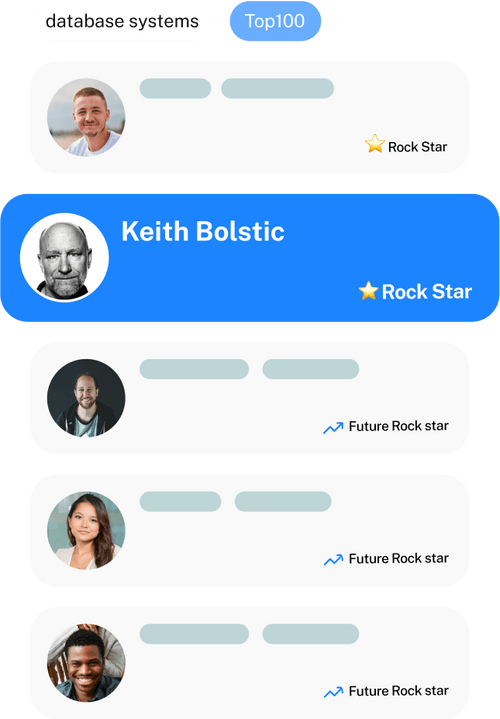 database systems Top100
Rock Star
Keith Bolstic
Rock Star
Future Rock star
Future Rock star
Future Rock star